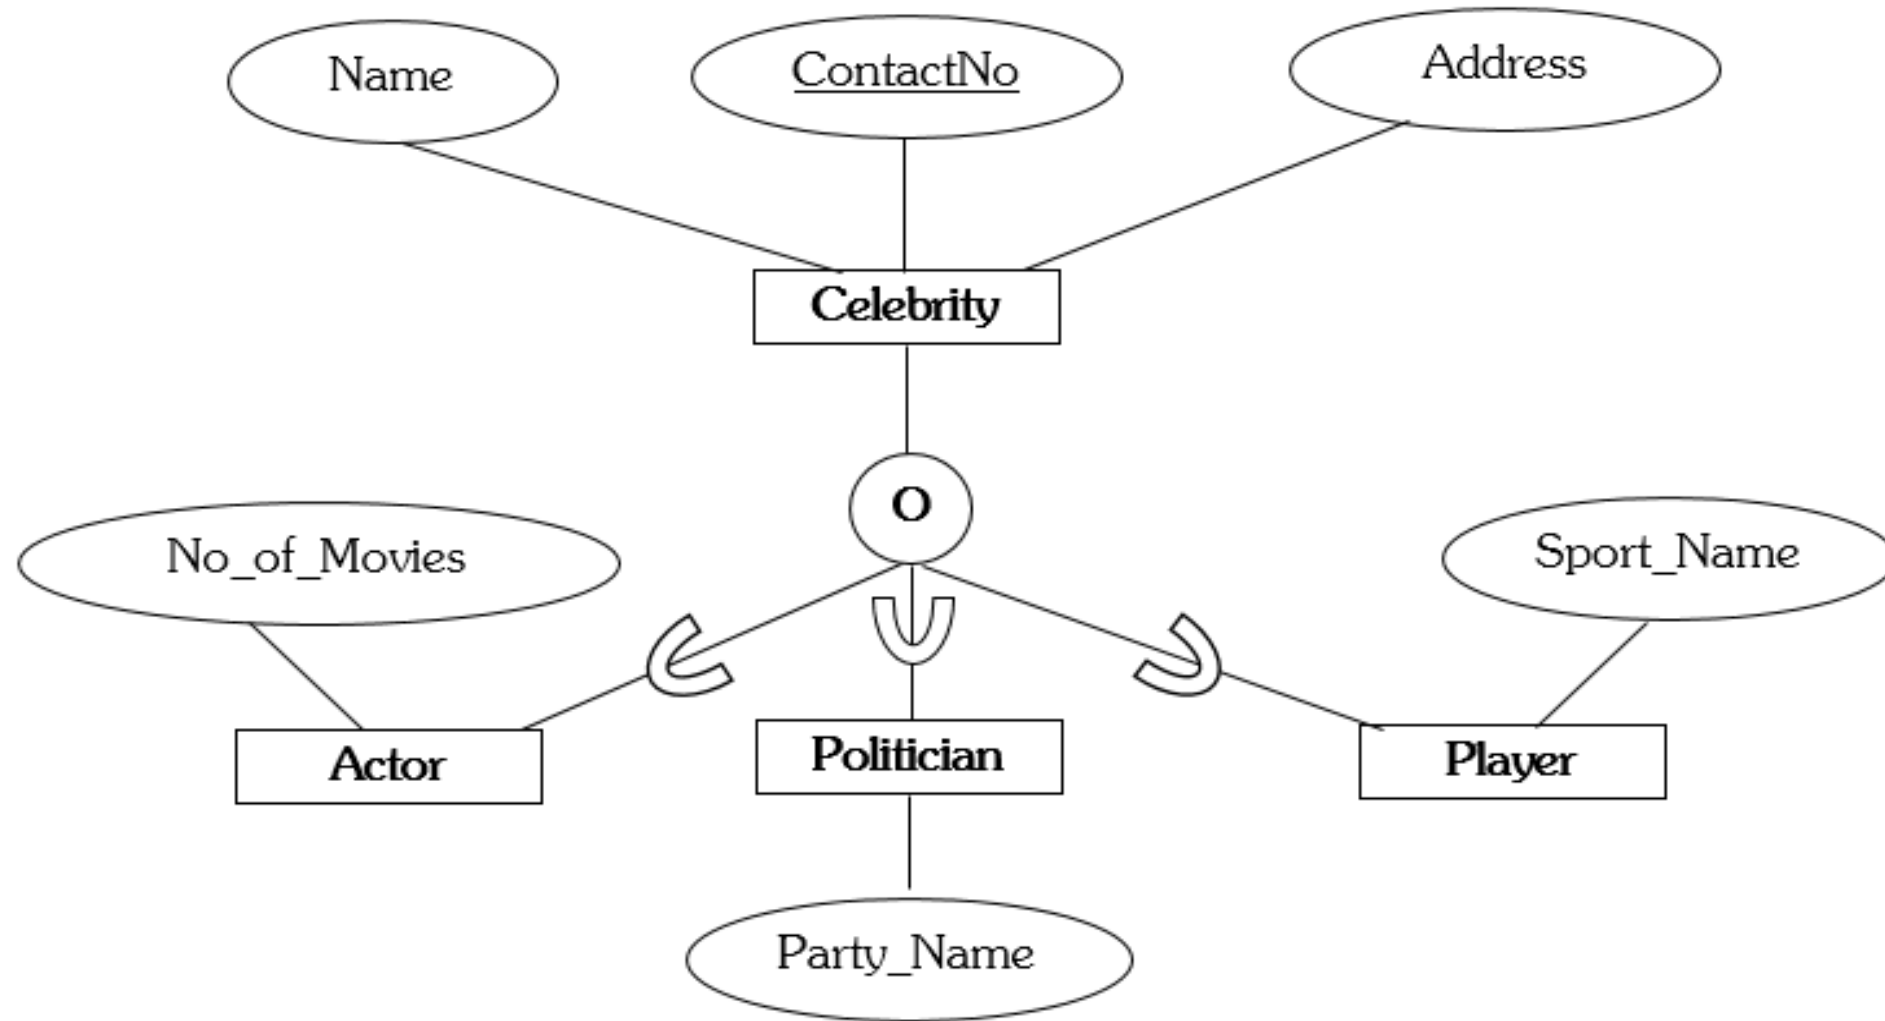 Name
ContactNo
Address
Celebrity
O
No_of_Movies
Sport_Name
Actor
Politician
Player
Party_Name